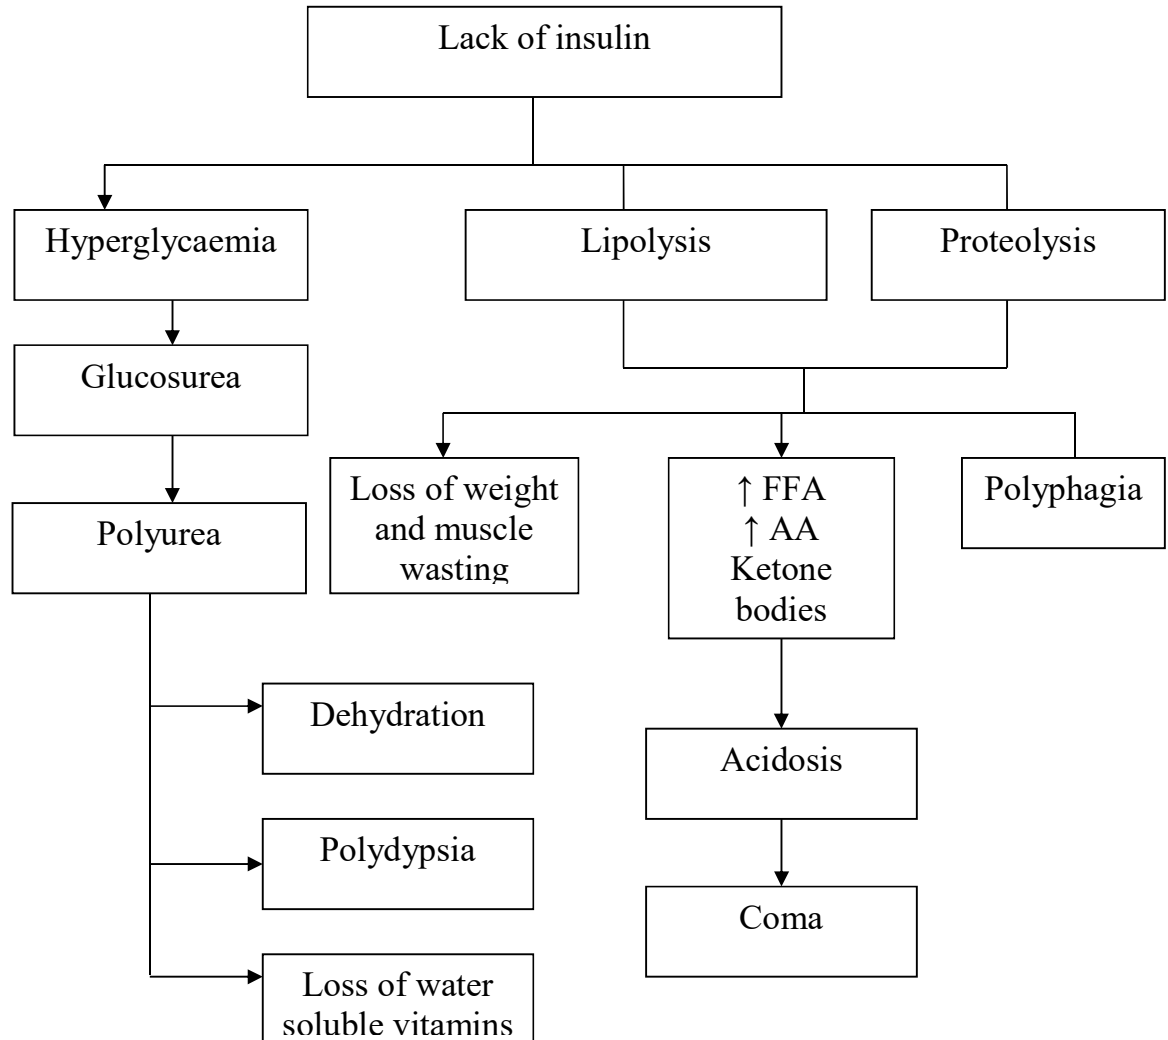 Lack of insulin
Hyperglycaemia
Lipolysis
Proteolysis
Glucosurea
Polyurea
Loss of weight
and muscle
wasting
↑ FFA
↑ AA
Ketone
bodies
Polyphagia
Dehydration
Acidosis
Polydypsia
Coma
Loss of water
soluble vitamins